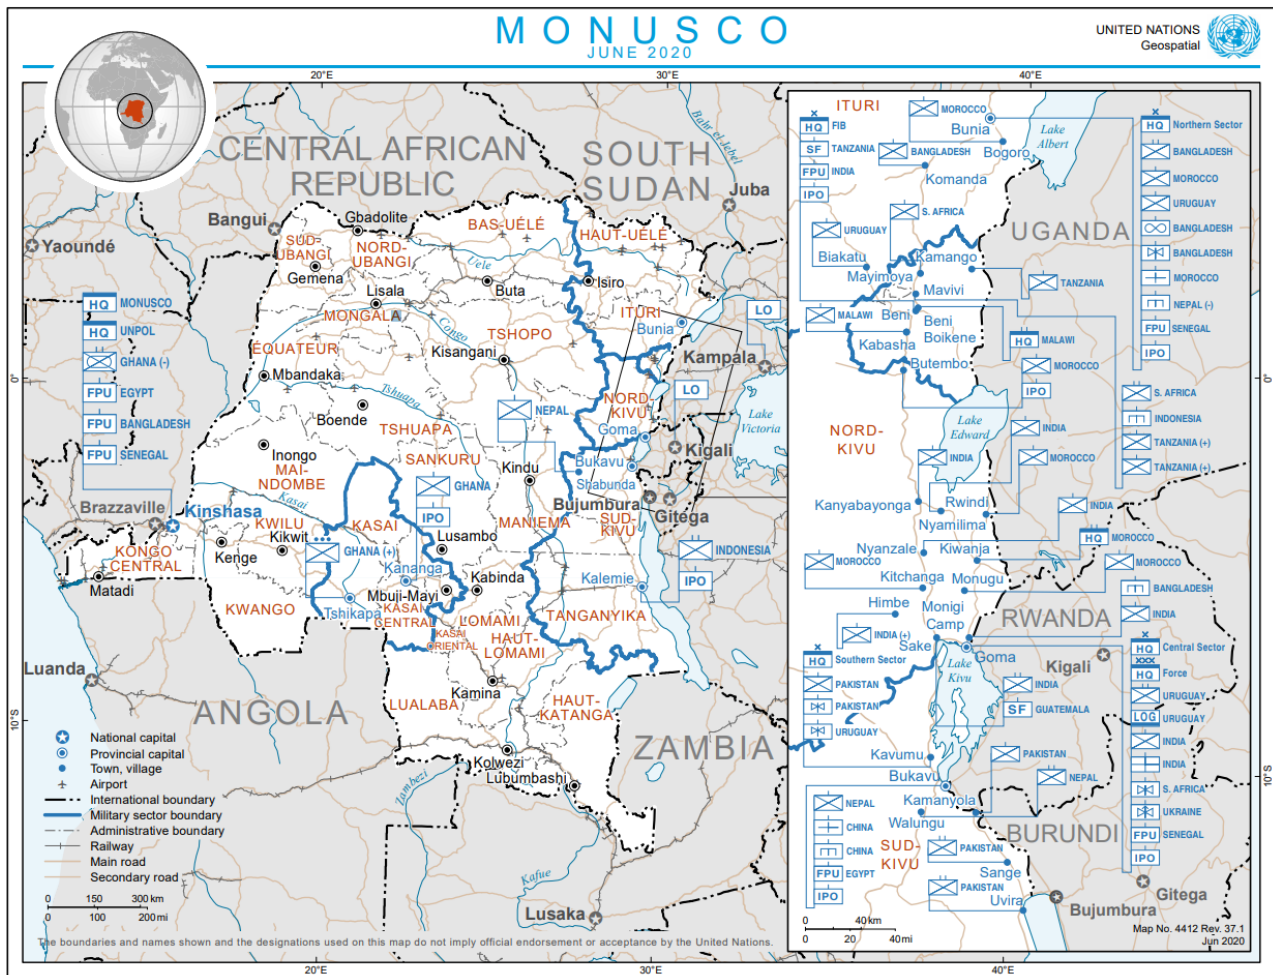 MONUSCO
JUNE 2020
UNITED NATIONS
Geospatial
20°E
30°E
40°E
CENTRAL AFRICAN
REPUBLIC
SOUTH
SUDAN
Bahr el Jebel
Juba
Bangui
Gbadolite
BAS-UÉLÉ
HAUT-UÉLÉ
Yaoundé
SUD-
UBANGI
NORD-
UBANGI
Uele
Gemena
Lisala
Buta
Isiro
MONGALA
A
Congo
TSHOPO
ITURI
Bunia
LO
ÉQUATEUR
Kisangani
Kampala
0°
Mbandaka
Tshuapa
LO
NEPAL
NORD-
KIVU
Lake
Victoria
Boende
TSHUAPA
Goma
Kigali
Inongo
SANKURU
Bukavu
Shabunda
MAI-
NDOMBE
Kindu
Bujumbura
Gitega
Kasai
GHANA
IPO
Brazzaville
Kinshasa
KWILU
Kikwit
KASAI
MANIEMA
SUD-
KIVU
Kenge
GHANA (+)
Lusambo
INDONESIA
IPO
KONGO
CENTRAL
Matadi
Kananga
Kabinda
Kalemie
Mbuji-Mayi
KWANGO
Tshikapa
KASAI
CENTRAL
LOMAMI
TANGANYIKA
KASAI
ORIENTAL
HAUT-
LOMAMI
Luanda
Kamina
ANGOLA
LUALABA
HAUT-
KATANGA
ZAMBIA
10°S
Kolwezi
Lubumbashi
Zambezi
Kafue
Lusaka
HQ MONUSCO
HQ UNPOL
GHANA (-)
FPU EGYPT
FPU BANGLADESH
FPU SENEGAL
National capital
Provincial capital
Town, village
Airport
International boundary
Military sector boundary
Administrative boundary
Railway
Main road
Secondary road
0 150 300 km
0 100 200 mi
The boundaries and names shown and the designations used on this map do not imply official endorsement or acceptance by the United Nations.
20°E
30°E
40°E
ITURI
MOROCCO
Bunia
Lake
Albert
HQ FIB
SF TANZANIA
FPU INDIA
IPO
BANGLADESH
Bogoro
Komanda
HQ Northern Sector
BANGLADESH
MOROCCO
URUGUAY
BANGLADESH
BANGLADESH
MOROCCO
NEPAL (-)
FPU SENEGAL
IPO
S. AFRICA
URUGUAY
UGANDA
Biakatu
Kamango
Mayimoya
TANZANIA
Mavivi
MALAWI
Beni
Beni
Boikene
Kabasha
HQ MALAWI
Butembo
MOROCCO
IPO
S. AFRICA
INDONESIA
TANZANIA (+)
TANZANIA (+)
0°
Lake
Edward
INDIA
NORD-
KIVU
INDIA
MOROCCO
Kanyabayonga
Rwindi
INDIA
Nyamilima
HQ MOROCCO
Nyanzale
Kiwanja
MOROCCO
MOROCCO
Kitchanga
Monugu
BANGLADESH
Himbe
Monigi
Camp
INDIA
RWANDA
INDIA (+)
Sake
Goma
Kigali
HQ Southern Sector
PAKISTAN
PAKISTAN
URUGUAY
Lake
Kivu
INDIA
SF GUATEMALA
XXX
HQ Central Sector
HQ Force
URUGUAY
LOG URUGUAY
INDIA
INDIA
S. AFRICA
UKRAINE
FPU SENEGAL
IPO
Kavumu
PAKISTAN
Bukavu
NEPAL
10°S
Kamanyola
Walungu
NEPAL
CHINA
CHINA
FPU EGYPT
IPO
BURUNDI
SUD-
KIVU
PAKISTAN
Sange
PAKISTAN
Uvira
Gitega
Bujumbura
0 40 km
0 20 40 mi
Map No. 4412 Rev. 37.1
Jun 2020